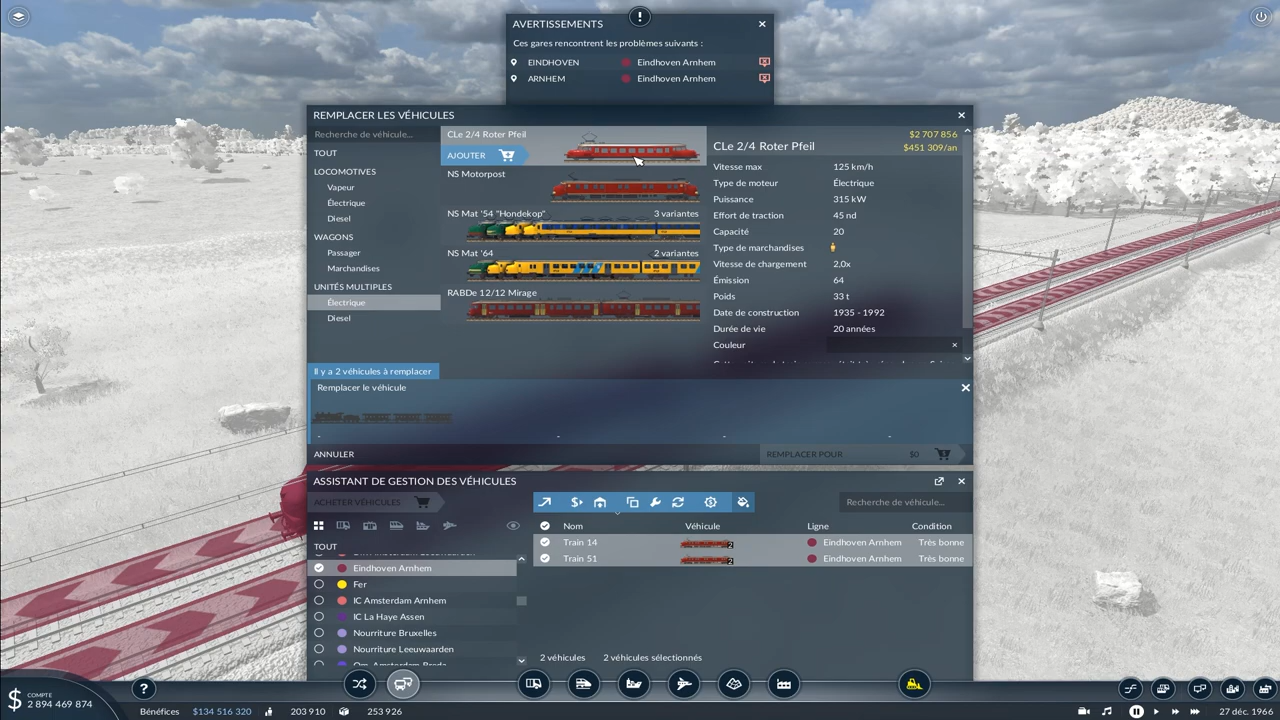 AVERTISSEMENTS
Ces gares rencontrent les problèmes suivants :
EINDHOVEN Eindhoven Arnhem
ARNHEM Eindhoven Arnhem
REMPLACER LES VÉHICULES
Recherche de véhicule...
TOUT
LOCOMOTIVES
Vapeur
Électrique
Diesel
WAGONS
Passager
Marchandises
UNITÉS MULTIPLES
Électrique
Diesel
CLe 2/4 Roter Pfeil
AJOUTER
NS Motorpost
NS Mat '54 "Hondekop" 3 variantes
NS Mat '64 2 variantes
RABDe 12/12 Mirage
$2 707 856
CLe 2/4 Roter Pfeil $451 309/an
Vitesse max 125 km/h
Type de moteur Électrique
Puissance 315 kW
Effort de traction 45 nd
Capacité 20
Type de marchandises
Vitesse de chargement 2,0x
Émission 64
Poids 33 t
Date de construction 1935 - 1992
Durée de vie 20 années
Couleur
Il y a 2 véhicules à remplacer
Remplacer le véhicule
- - - -
ANNULER REMPLACER POUR $0
ASSISTANT DE GESTION DES VÉHICULES
ACHETER VÉHICULES
Recherche de véhicule...
TOUT
Eindhoven Arnhem
Fer
IC Amsterdam Arnhem
IC La Haye Assen
Nourriture Bruxelles
Nourriture Leeuwaarden
Om Amsterdam Breda
Nom Véhicule Ligne Condition
Train 14 2 Eindhoven Arnhem Très bonne
Train 51 2 Eindhoven Arnhem Très bonne
2 véhicules 2 véhicules sélectionnés
COMPTE
$ 2 894 469 874
Bénéfices $134 516 320 203 910 253 926
27 déc. 1966